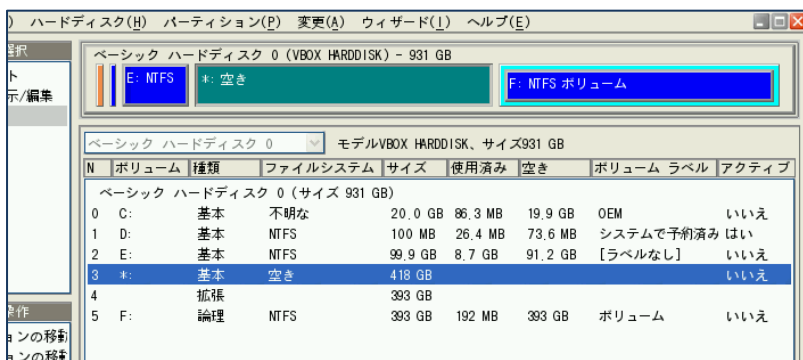 ) ハードディスク(H) パーティション(P) 変更(A) ウィザード(I) ヘルプ(E)
選択
ベーシック ハードディスク 0 (VBOX HARDDISK) - 931 GB
ト
示/編集
E: NTFS
*: 空き
F: NTFS ボリューム
ベーシック ハードディスク 0 モデルVBOX HARDDISK、サイズ931 GB
N ボリューム 種類 ファイルシステム サイズ 使用済み 空き ボリューム ラベル アクティブ
ベーシック ハードディスク 0 (サイズ 931 GB)
0 C: 基本 不明な 20.0 GB 86.3 MB 19.9 GB OEM いいえ
1 D: 基本 NTFS 100 MB 26.4 MB 73.6 MB システムで予約済み はい
2 E: 基本 NTFS 99.9 GB 8.7 GB 91.2 GB [ラベルなし] いいえ
3 *: 基本 空き 418 GB いいえ
4 拡張 393 GB
5 F: 論理 NTFS 393 GB 192 MB 393 GB ボリューム いいえ
操作
ョンの移動
ョンの移動